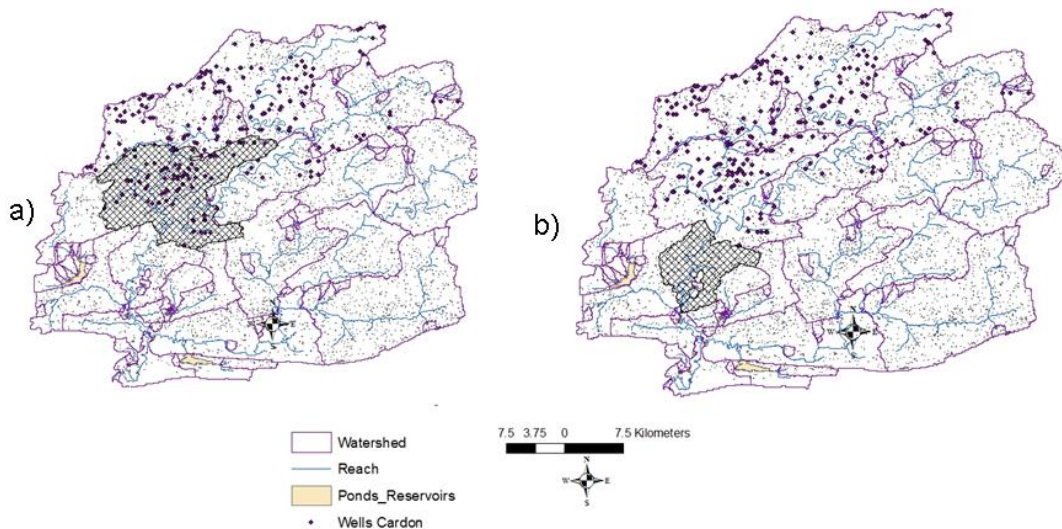 a)
b)
N
E
S
N
W
E
S
Watershed
Reach
Ponds_Reservoirs
Wells Cardon
7.5 3.75 0 7.5 Kilometers
N
W
E
S